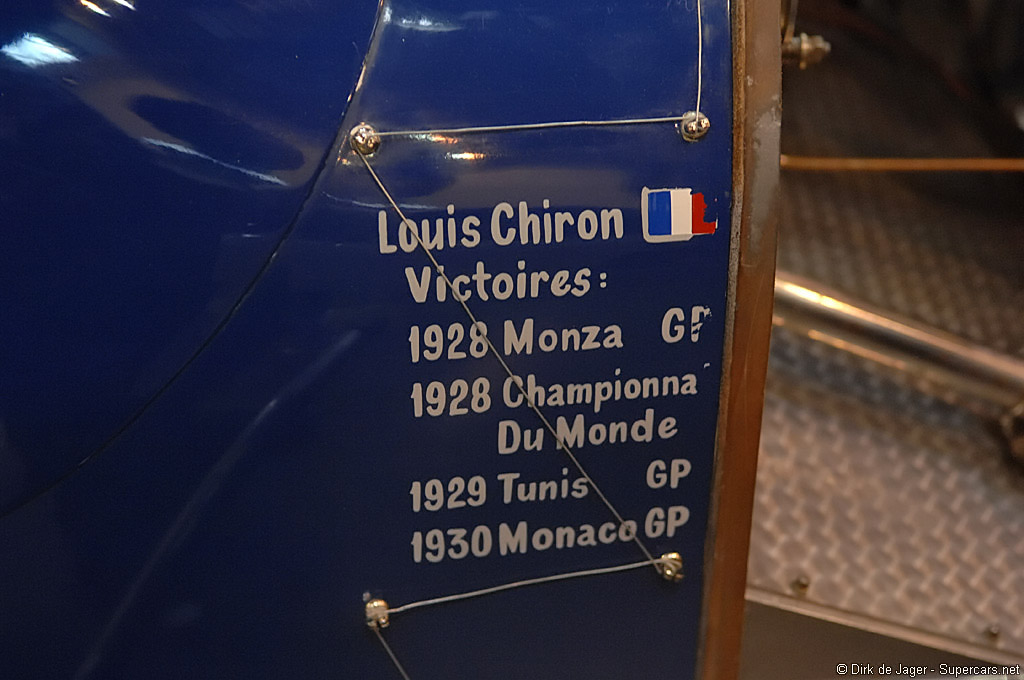 Louis Chiron
Victoires:
1928 Monza GP
1928 Championna
Du Monde
1929 Tunis GP
1930 Monaco GP
© Dirk de Jager - Supercars.net